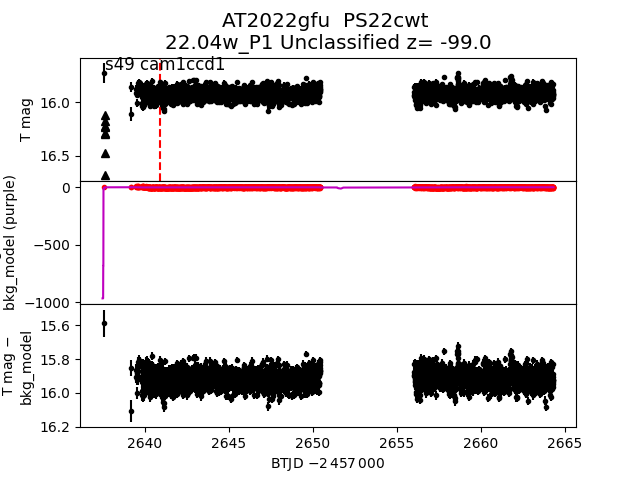 AT2022gfu  PS22cwt
22.04w_P1 Unclassified z= -99.0
s49 cam1ccd1
T mag
16.0
16.5
bkg_model (purple)
0
−500
−1000
T mag −
bkg_model
15.6
15.8
16.0
16.2
2640
2645
2650
2655
2660
2665
BTJD −2 457 000